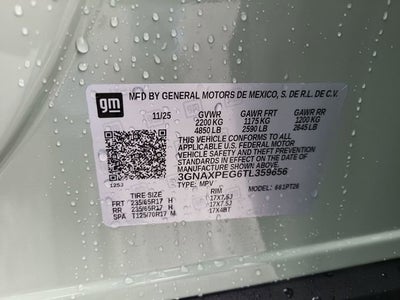 gm
MFD BY GENERAL MOTORS DE MEXICO, S. DE R.L. DE C.V.
11/25 GVWR GAWR FRT GAWR RR
2200 KG 1175 KG 1200 KG
4850 LB 2590 LB 2645 LB
THIS VEHICLE CONFORMS TO ALL
APPLICABLE U.S. FEDERAL MOTOR
VEHICLE SAFETY AND THEFT PREVENTION
STANDARDS IN EFFECT ON THE DATE OF
MANUFACTURE SHOWN ABOVE.
3GNAXPEG6TL359656
TYPE: MPV MODEL: 661PT26
TIRE SIZE RIM
FRT 235/65R17 H 17X7.5J
RR 235/65R17 H 17X7.5J
SPA T125/70R17 M 17X4BT